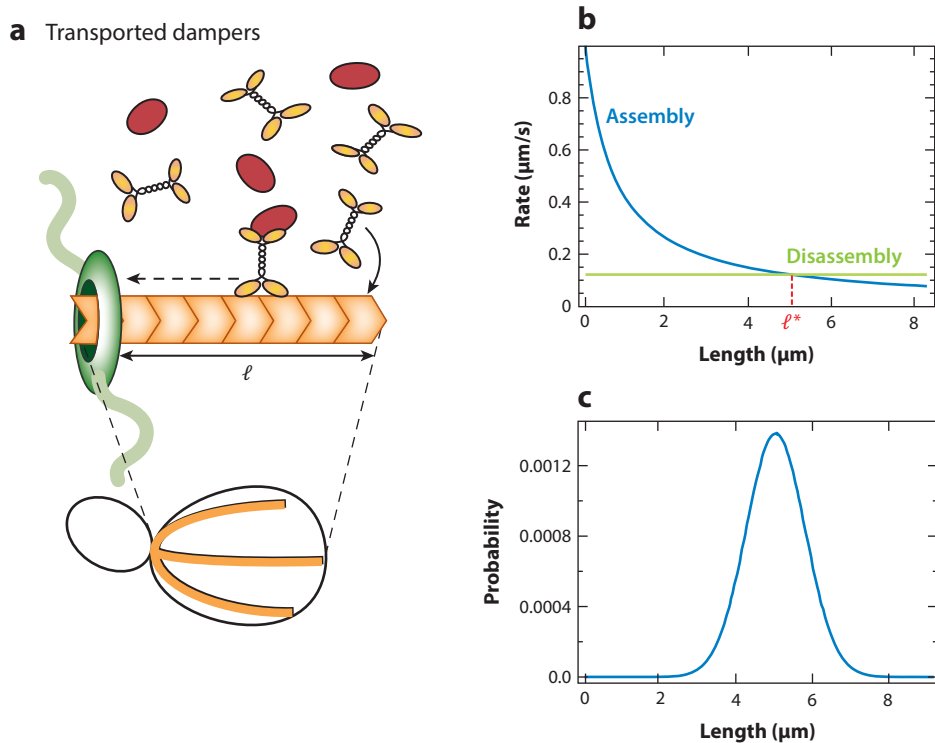 a Transported dampers
ℓ
b
Rate (μm/s)
0.8
0.6
0.4
0.2
0
Assembly
Disassembly
0 2 4 ℓ* 6 8
Length (μm)
c
Probability
0.0012
0.0008
0.0004
0.0
0 2 4 6 8
Length (μm)